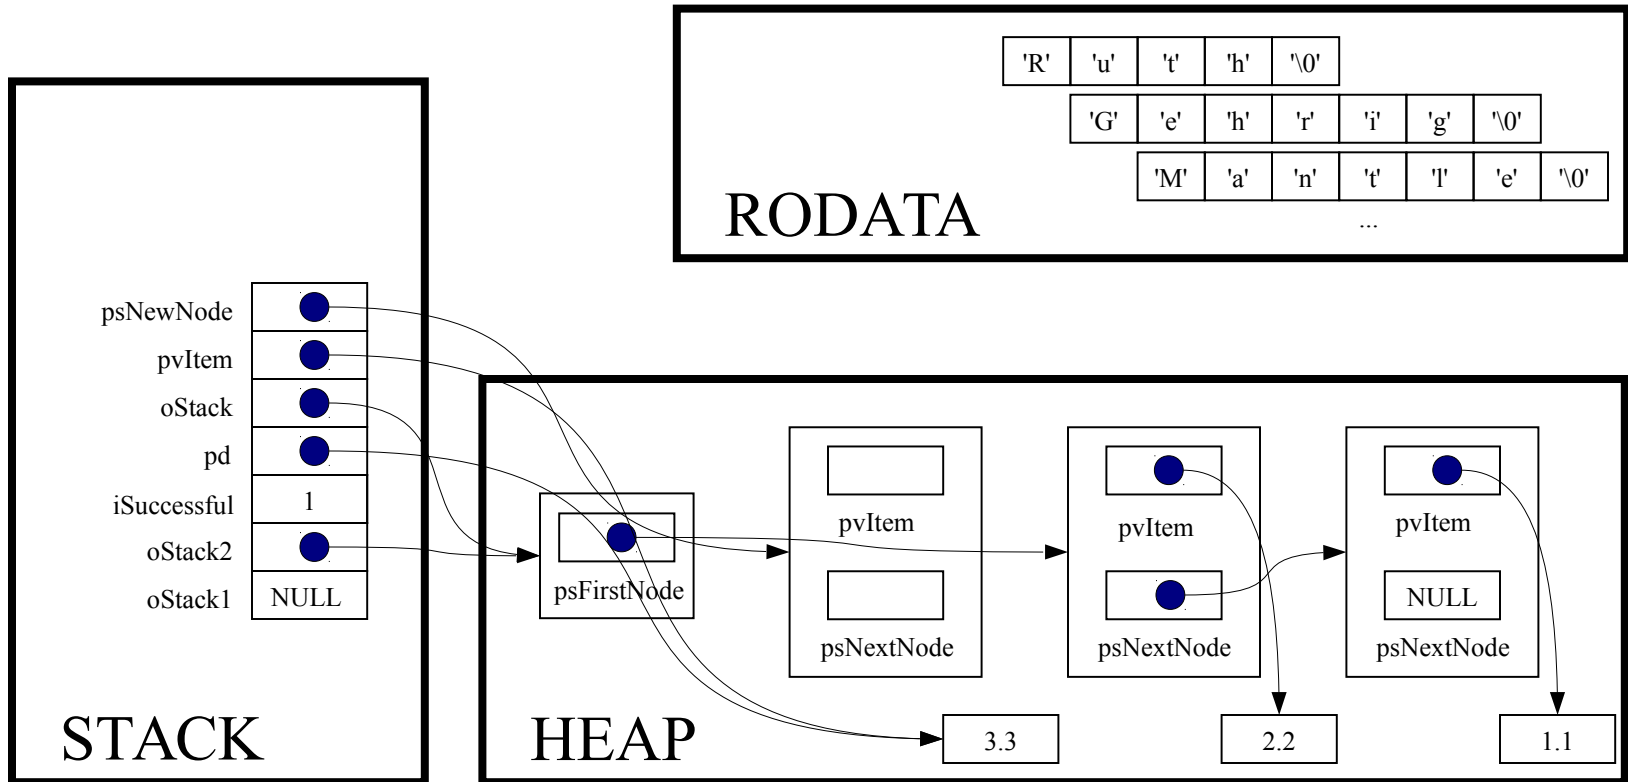 'R' 'u' 't' 'h' '\0'
'G' 'e' 'h' 'r' 'i' 'g' '\0'
'M' 'a' 'n' 't' 'l' 'e' '\0'
...
RODATA
psNewNode
pvItem
oStack
pd
iSuccessful 1
oStack2
oStack1 NULL
STACK
psFirstNode
pvItem
psNextNode
pvItem
psNextNode
pvItem
NULL
psNextNode
3.3
2.2
1.1
HEAP